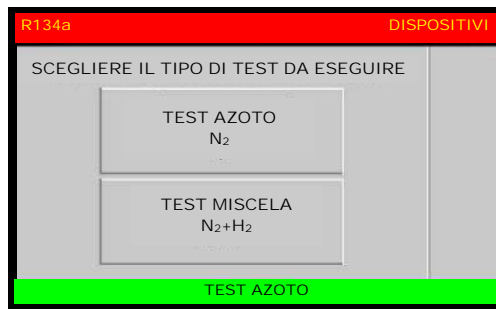 R134a DISPOSITIVI
SCEGLIERE IL TIPO DI TEST DA ESEGUIRE
TEST AZOTO
N₂
TEST MISCELA
N₂+H₂
TEST AZOTO